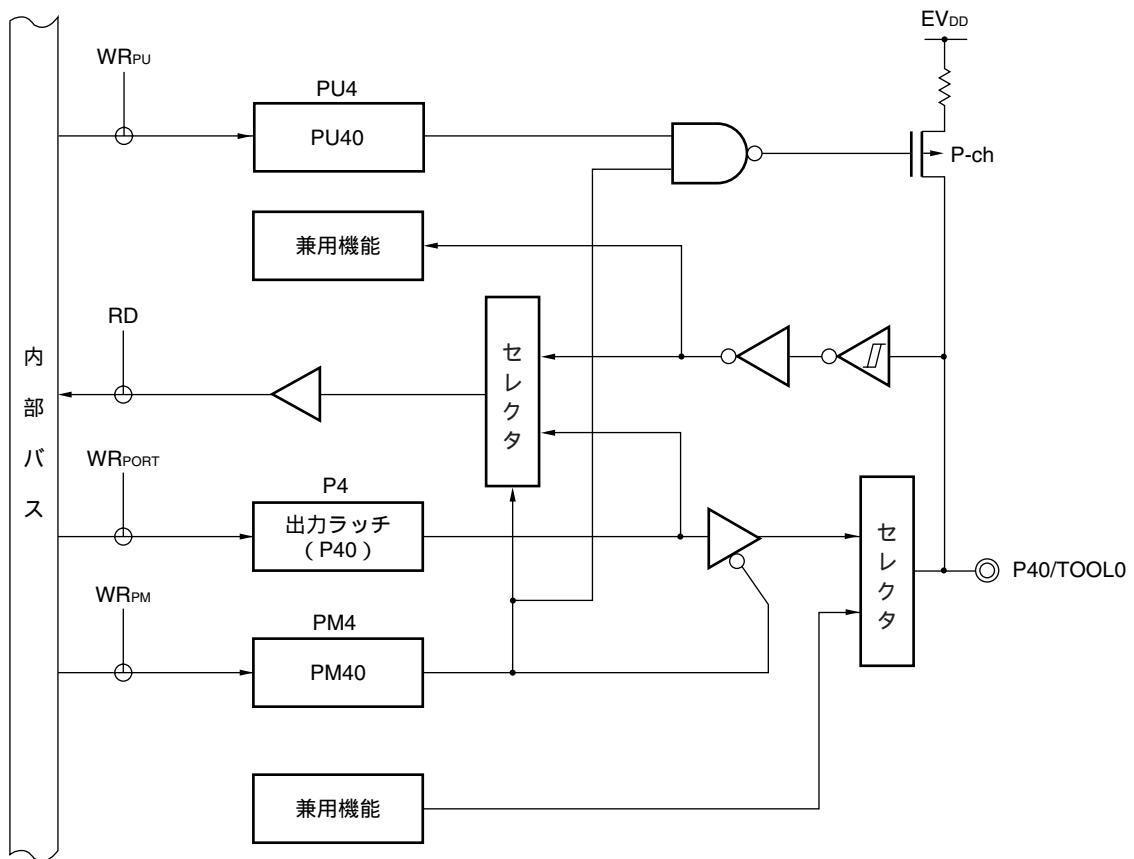 EVDD
WRPU
PU4
PU40
P-ch
兼用機能
RD
セレクタ
内部バス
WRPORT
P4
出力ラッチ
(P40)
セレクタ
P40/TOOL0
WRPM
PM4
PM40
兼用機能